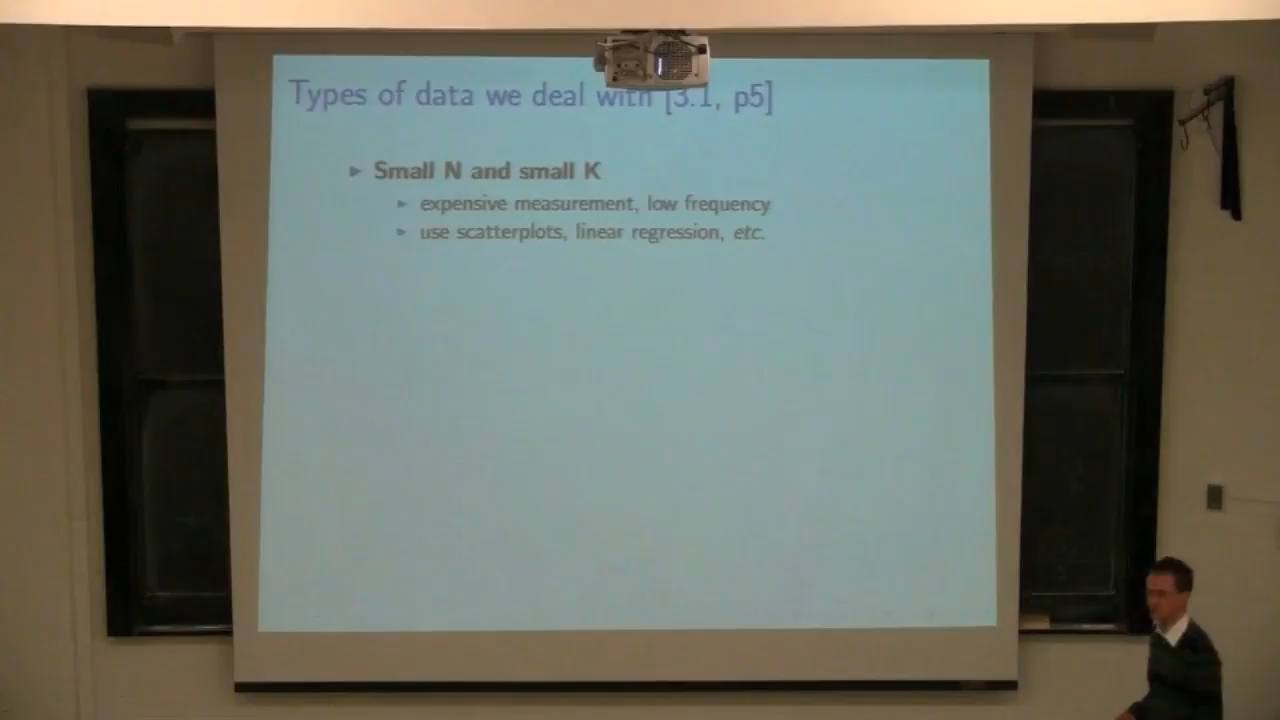 Types of data we deal with [3.1, p5]
▶ Small N and small K
▶ expensive measurement, low frequency
▶ use scatterplots, linear regression, etc.